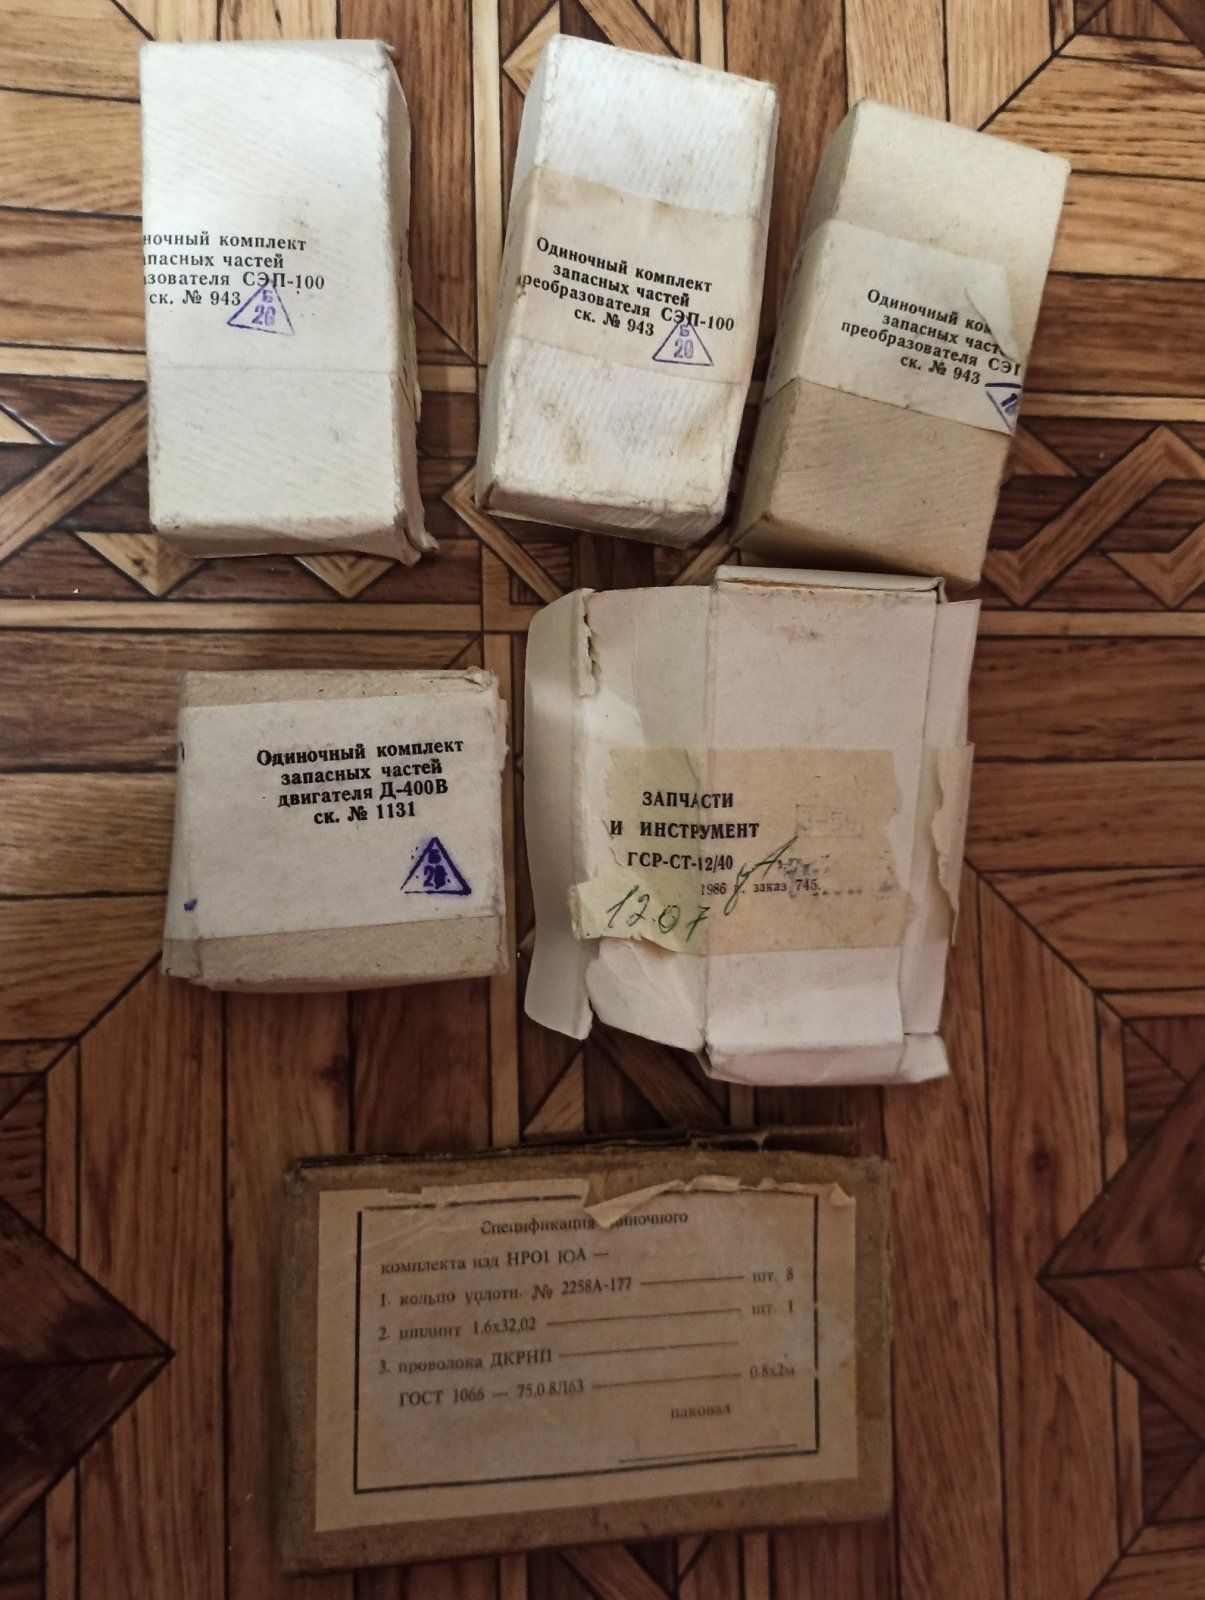 ночный комплект
пасных частей
зователя СЭП-100
ск. № 943
Б
20
Одиночный комплект
запасных частей
преобразователя СЭП-100
ск. № 943
Б
20
Одиночный ком
запасных част
преобразователя СЭП
ск. № 943
Одиночный комплект
запасных частей
двигателя Д-400В
ск. № 1131
Б
20
ЗАПЧАСТИ
И ИНСТРУМЕНТ
ГСР-СТ-12/40
1986 г., заказ 745.
12.07
Спецификация одиночного
комплекта изд НР01 ЮА —
1. кольцо уплотн. № 2258А-177 — шт. 8
2. шплинт 1.6х32,02 — шт. 1
3. проволока ДКРНП —
ГОСТ 1066 — 75.0.8Л63 — 0.8х2м
паковал